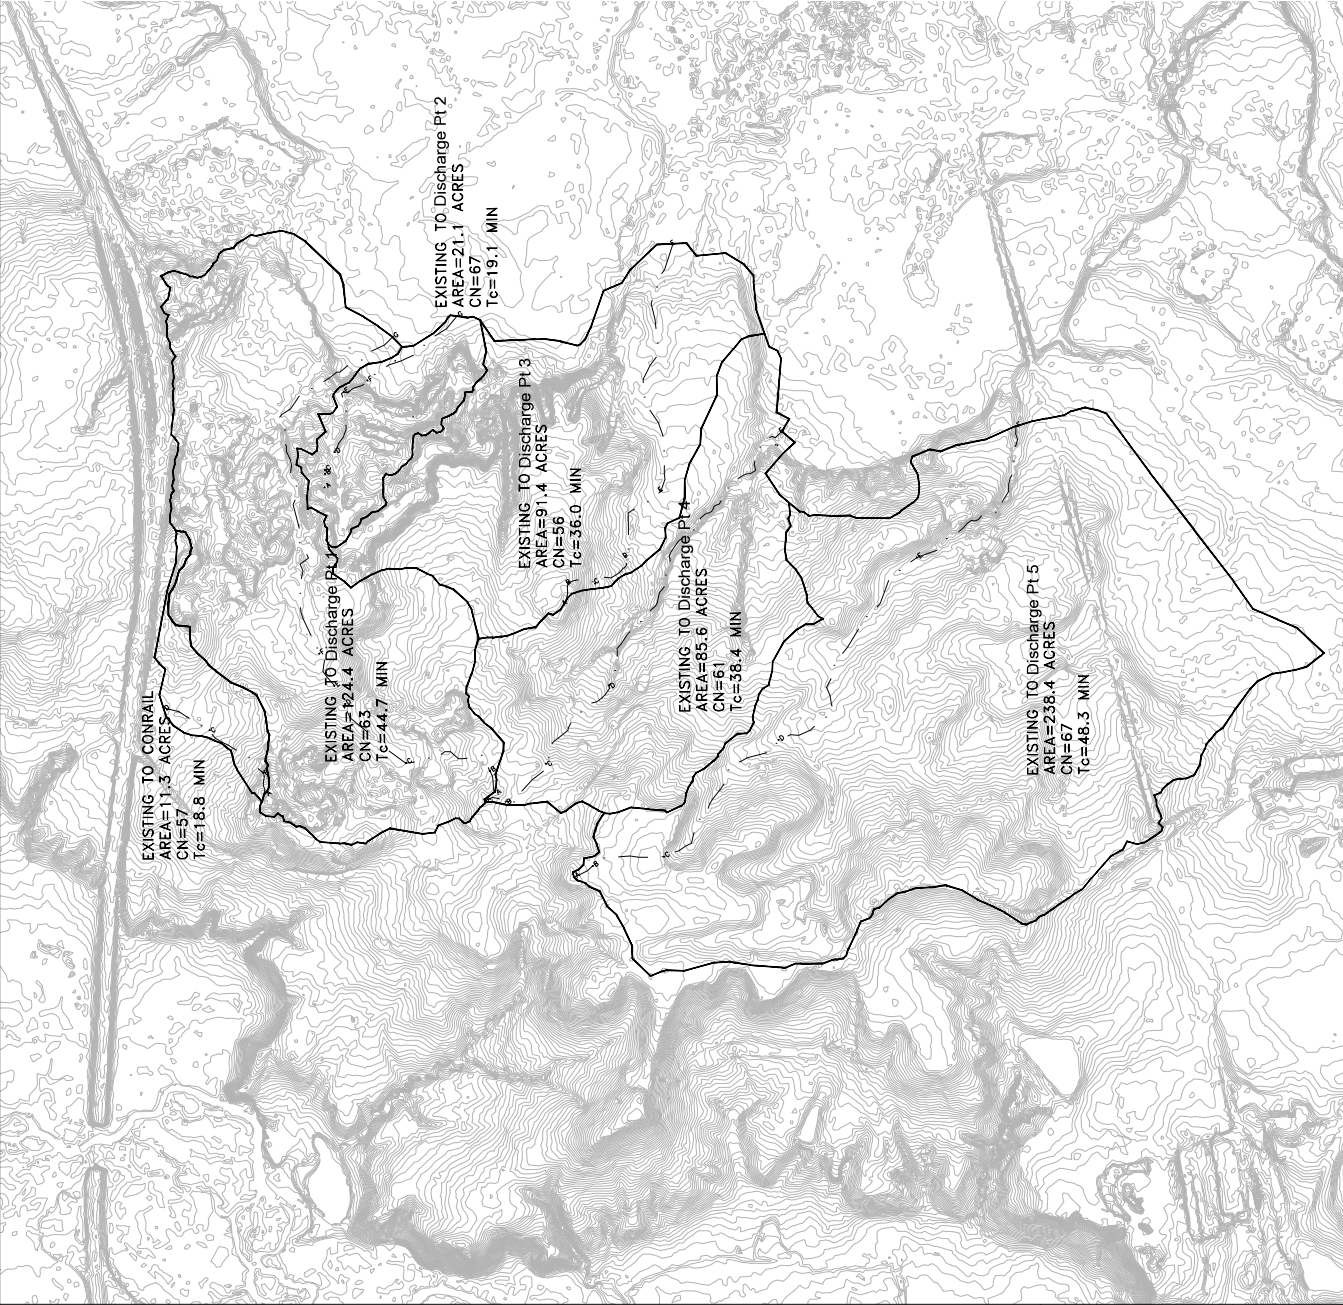 EXISTING TO CONRAIL
AREA=11.3 ACRES
CN=57
Tc=18.8 MIN
EXISTING TO Discharge Pt 1
AREA=124.4 ACRES
CN=63
Tc=44.7 MIN
EXISTING TO Discharge Pt 2
AREA=21.1 ACRES
CN=67
Tc=19.1 MIN
EXISTING TO Discharge Pt 3
AREA=91.4 ACRES
CN=56
Tc=36.0 MIN
EXISTING TO Discharge Pt 4
AREA=85.6 ACRES
CN=61
Tc=38.4 MIN
EXISTING TO Discharge Pt 5
AREA=238.4 ACRES
CN=67
Tc=48.3 MIN